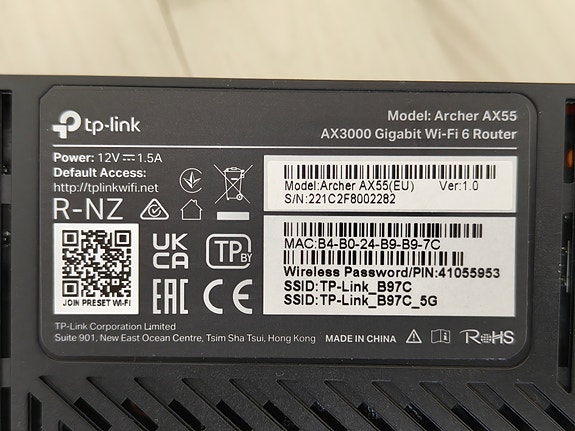 tp-link
Model: Archer AX55
AX3000 Gigabit Wi-Fi 6 Router
Power: 12V⎓1.5A
Default Access:
http://tplinkwifi.net
R-NZ
Model:Archer AX55(EU) Ver:1.0
S/N:221C2F8002282
MAC:B4-B0-24-B9-B9-7C
Wireless Password/PIN:41055953
SSID:TP-Link_B97C
SSID:TP-Link_B97C_5G
UK
CA
TP
BY
EAC
CE
JOIN PRESET WI-FI
TP-Link Corporation Limited
Suite 901, New East Ocean Centre, Tsim Sha Tsui, Hong Kong
MADE IN CHINA
RoHS